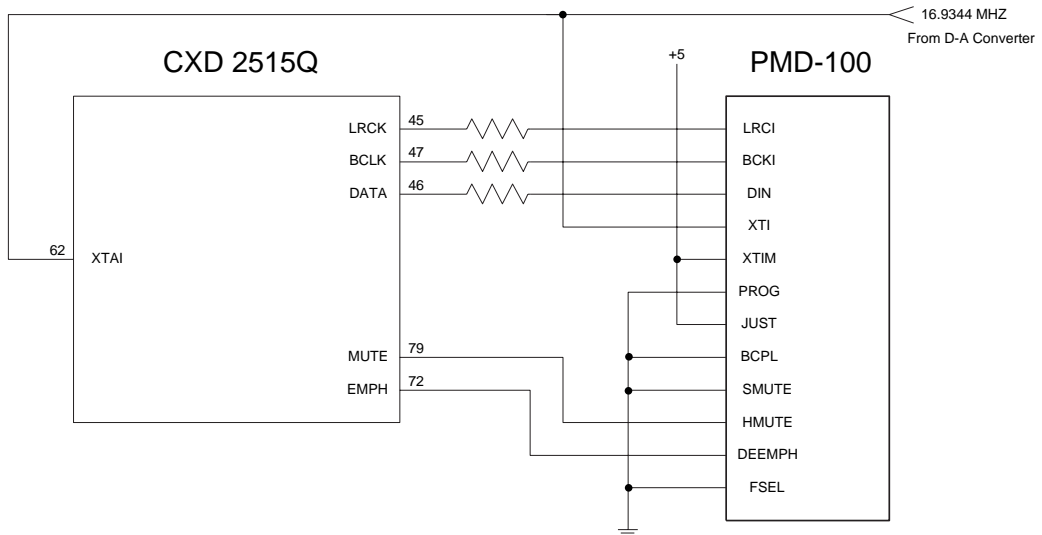 16.9344 MHZ
From D-A Converter
CXD 2515Q
+5
PMD-100
LRCK
45
LRCI
BCLK
47
BCKI
DATA
46
DIN
XTI
62
XTAI
XTIM
PROG
JUST
MUTE
79
BCPL
EMPH
72
SMUTE
HMUTE
DEEMPH
FSEL